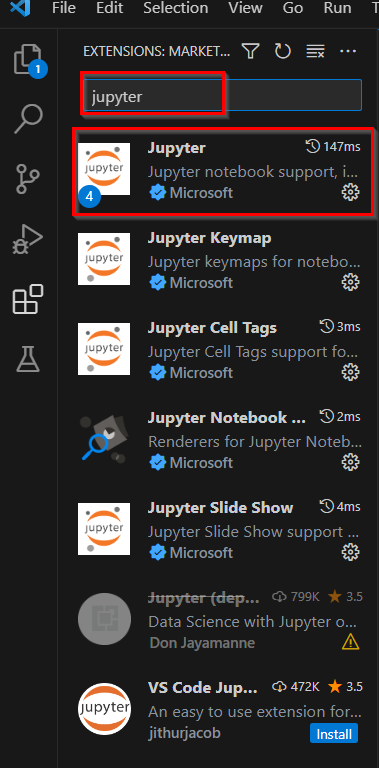 File Edit Selection View Go Run T
EXTENSIONS: MARKET...
1
jupyter
Jupyter 147ms
Jupyter notebook support, i...
4
Microsoft
Jupyter Keymap
Jupyter keymaps for notebo...
Microsoft
Jupyter Cell Tags 3ms
Jupyter Cell Tags support fo...
Microsoft
Jupyter Notebook ... 2ms
Renderers for Jupyter Noteb...
Microsoft
Jupyter Slide Show 4ms
Jupyter Slide Show support ...
Microsoft
Jupyter (dep... 799K 3.5
Data Science with Jupyter o...
Don Jayamanne
VS Code Jup... 472K 3.5
An easy to use extension for...
jithurjacob Install
jupyter
jupyter
jupyter
jupyter
jupyter